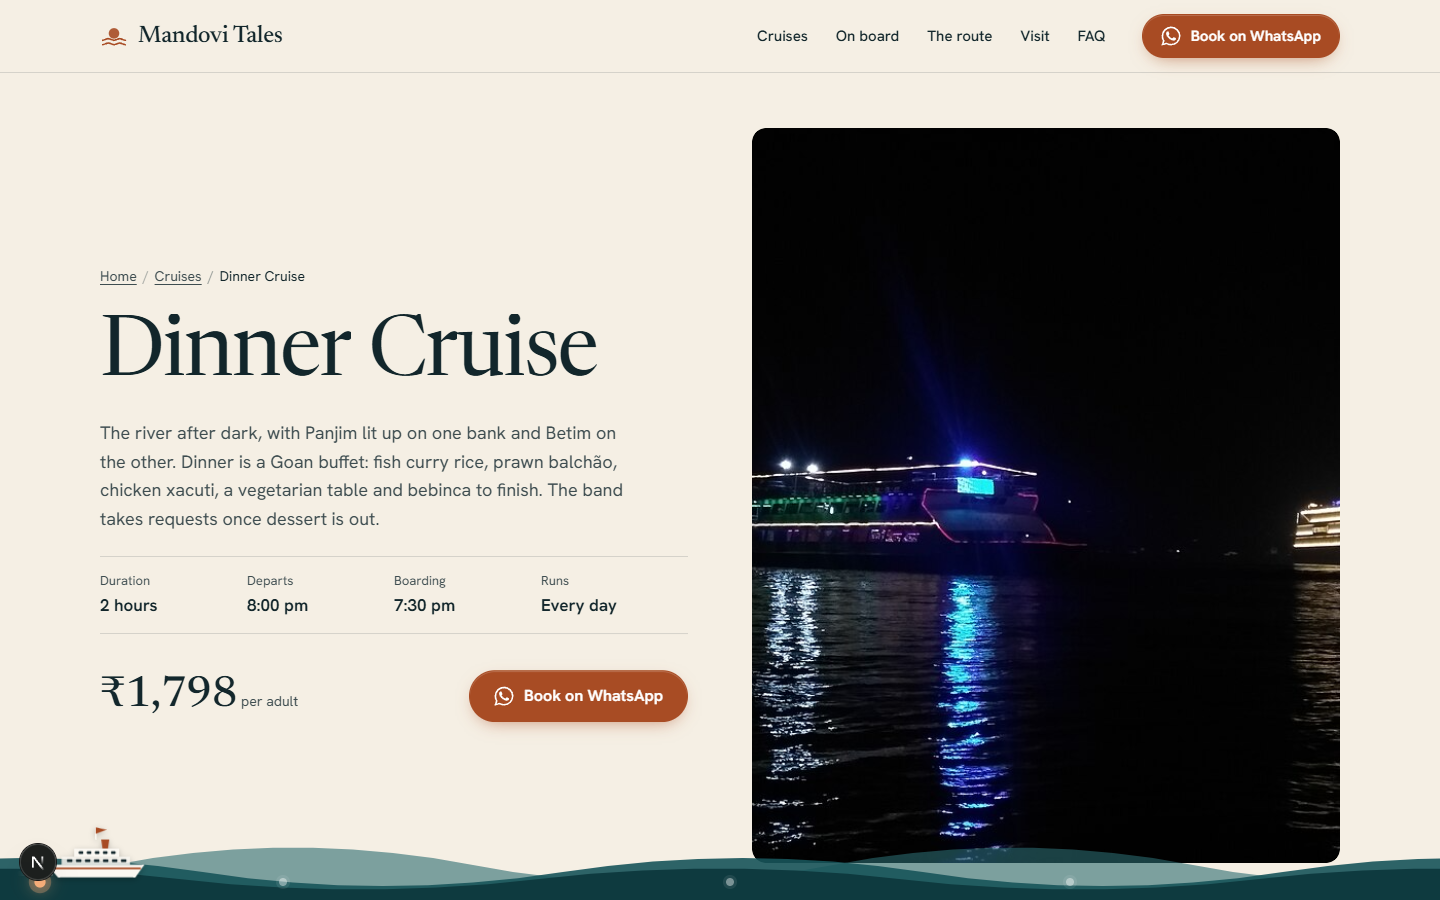 Mandovi Tales
Cruises
On board
The route
Visit
FAQ
Book on WhatsApp
Home / Cruises / Dinner Cruise
Dinner Cruise
The river after dark, with Panjim lit up on one bank and Betim on
the other. Dinner is a Goan buffet: fish curry rice, prawn balchão,
chicken xacuti, a vegetarian table and bebinca to finish. The band
takes requests once dessert is out.
Duration
2 hours
Departs
8:00 pm
Boarding
7:30 pm
Runs
Every day
₹1,798 per adult
Book on WhatsApp
N